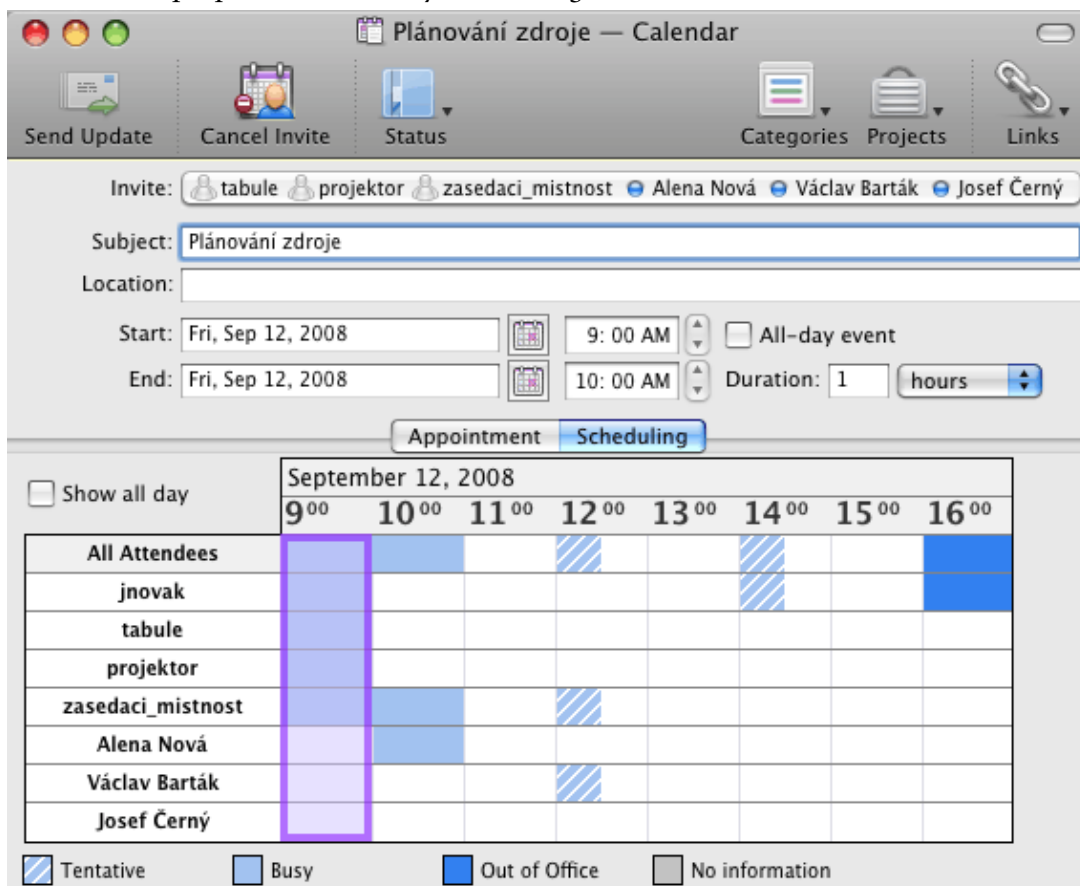 Plánování zdroje — Calendar
Send Update Cancel Invite Status Categories Projects Links
Invite: tabule projektor zasedaci_mistnost Alena Nová Václav Barták Josef Černý
Subject: Plánování zdroje
Location:
Start: Fri, Sep 12, 2008 9:00 AM All-day event
End: Fri, Sep 12, 2008 10:00 AM Duration: 1 hours
Appointment Scheduling
Show all day September 12, 2008
9⁰⁰ 10⁰⁰ 11⁰⁰ 12⁰⁰ 13⁰⁰ 14⁰⁰ 15⁰⁰ 16⁰⁰
All Attendees
jnovak
tabule
projektor
zasedaci_mistnost
Alena Nová
Václav Barták
Josef Černý
Tentative Busy Out of Office No information